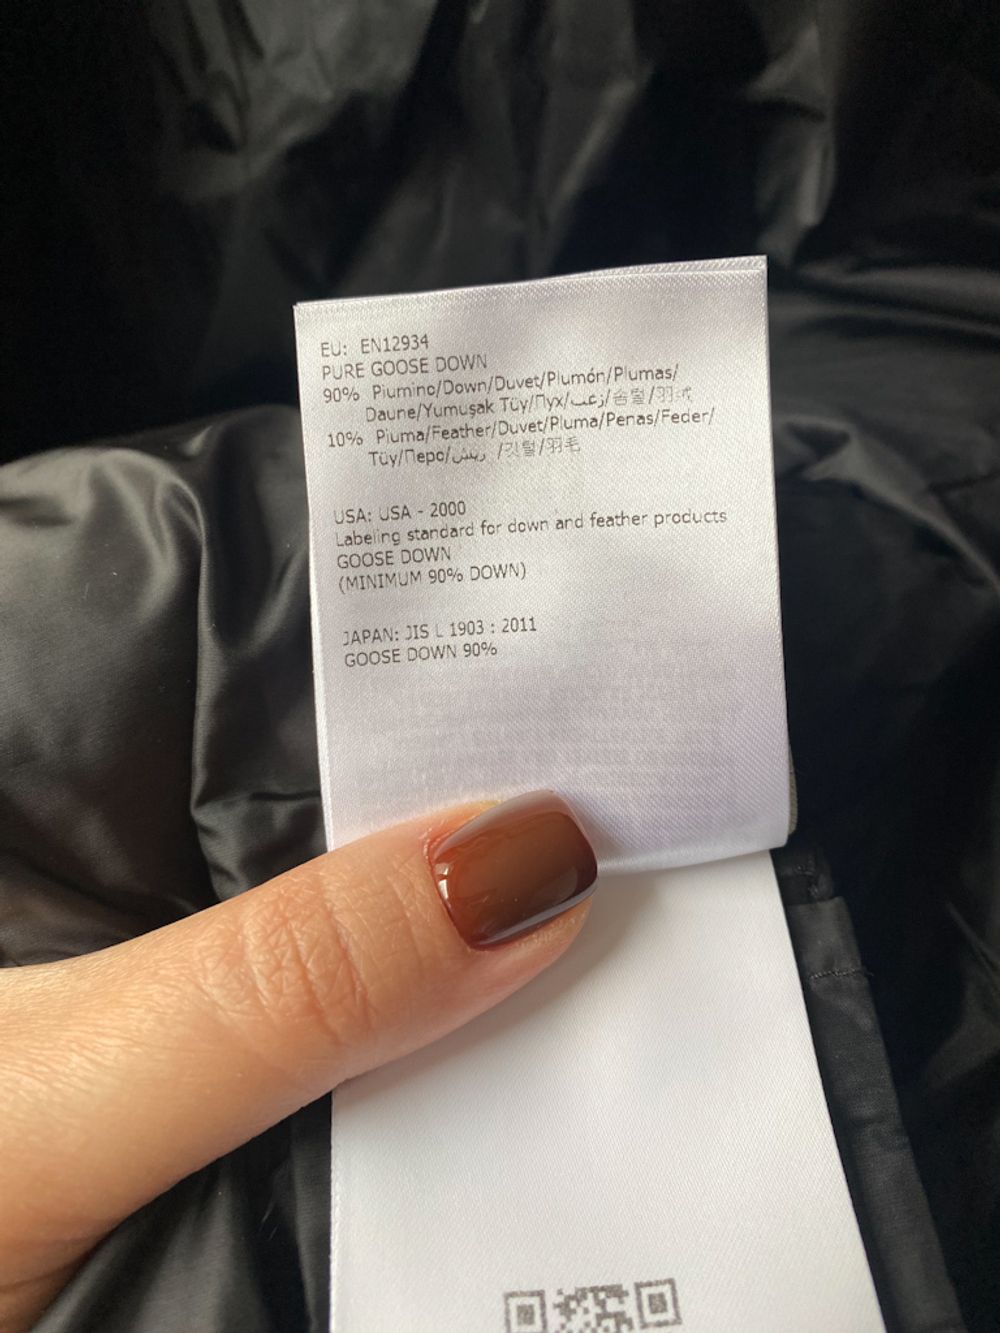 EU: EN12934
PURE GOOSE DOWN
90% Piumino/Down/Duvet/Plumón/Plumas/
Daune/Yumuşak Tüy/Пух/زغب/솜털/羽绒
10% Piuma/Feather/Duvet/Pluma/Penas/Feder/
Tüy/Перо/ريش /깃털/羽毛
USA: USA - 2000
Labeling standard for down and feather products
GOOSE DOWN
(MINIMUM 90% DOWN)
JAPAN: JIS L 1903 : 2011
GOOSE DOWN 90%